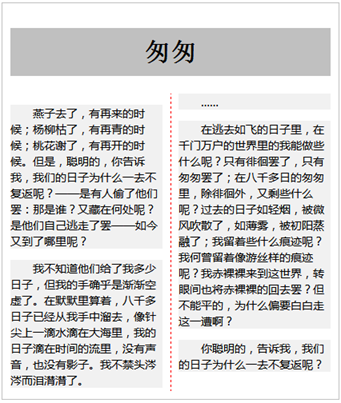 匆匆
燕子去了，有再来的时
候；杨柳枯了，有再青的时
候；桃花谢了，有再开的时
候。但是，聪明的，你告诉
我，我们的日子为什么一去不
复返呢？——是有人偷了他们
罢：那是谁？又藏在何处呢？
是他们自己逃走了罢——如今
又到了哪里呢？
我不知道他们给了我多少
日子，但我的手确乎是渐渐空
虚了。在默默里算着，八千多
日子已经从我手中溜去，像针
尖上一滴水滴在大海里，我的
日子滴在时间的流里，没有声
音，也没有影子。我不禁头涔
涔而泪潸潸了。
……
在逃去如飞的日子里，在
千门万户的世界里的我能做些
什么呢？只有徘徊罢了，只有
匆匆罢了；在八千多日的匆匆
里，除徘徊外，又剩些什么
呢？过去的日子如轻烟，被微
风吹散了，如薄雾，被初阳蒸
融了；我留着些什么痕迹呢？
我何曾留着像游丝样的痕迹
呢？我赤裸裸来到这世界，转
眼间也将赤裸裸的回去罢？但
不能平的，为什么偏要白白走
这一遭啊？
你聪明的，告诉我，我们
的日子为什么一去不复返呢？